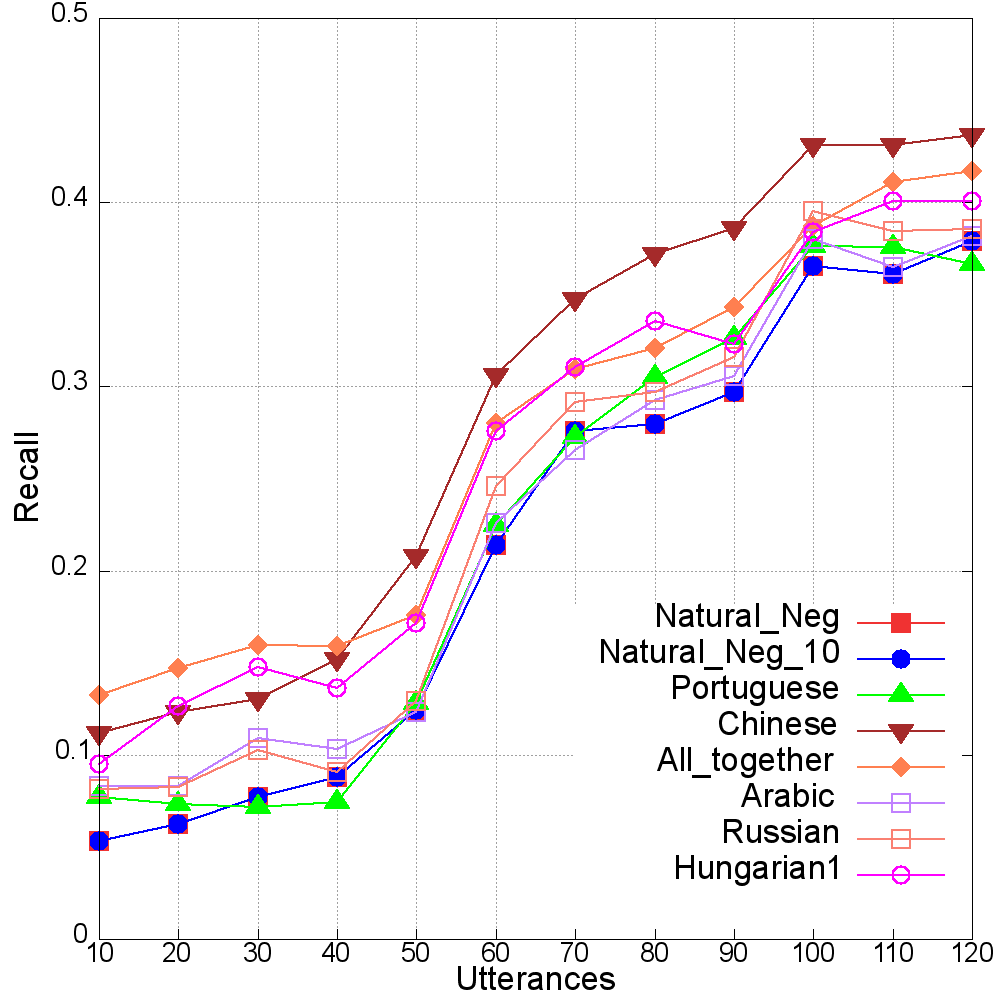 0.5
0.4
0.3
0.2
0.1
0
Recall
Natural_Neg
Natural_Neg_10
Portuguese
Chinese
All_together
Arabic
Russian
Hungarian1
10 20 30 40 50 60 70 80 90 100 110 120
Utterances